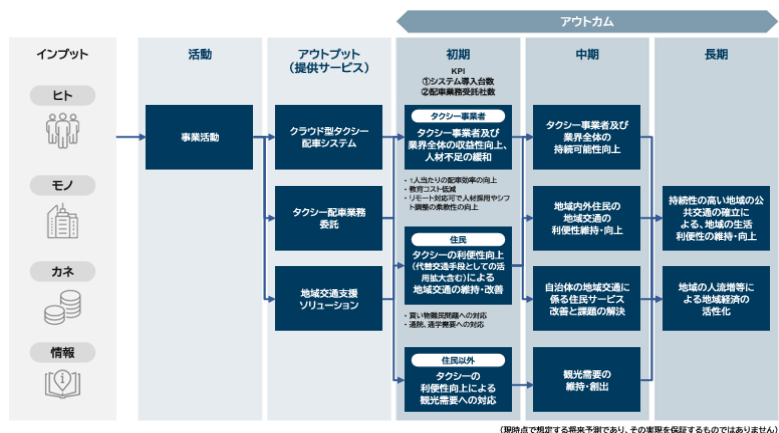 アウトカム
インプット
ヒト
モノ
カネ
情報
活動
事業活動
アウトプット
(提供サービス)
クラウド型タクシー
配車システム
タクシー配車業務
委託
地域交通支援
ソリューション
初期
KPI
①システム導入台数
②配車業務受託社数
タクシー事業者
タクシー事業者及び
業界全体の収益性向上、
人材不足の緩和
・1人当たりの配車効率の向上
・教育コスト低減
・リモート対応可で人材採用やシフ
ト調整の柔軟性の向上
住民
タクシーの利便性向上
(代替交通手段としての活
用拡大含む)による
地域交通の維持・改善
・買い物難民問題への対応
・通院、通学需要への対応
住民以外
タクシーの
利便性向上による
観光需要への対応
中期
タクシー事業者及び
業界全体の
持続可能性向上
地域内外住民の
地域交通の
利便性維持・向上
自治体の地域交通に
係る住民サービス
改善と課題の解決
観光需要の
維持・創出
長期
持続性の高い地域の公
共交通の確立に
よる、地域の生活
利便性の維持・向上
地域の人流増等に
よる地域経済の
活性化
(現時点で想定する将来予測であり、その実現を保証するものではありません)